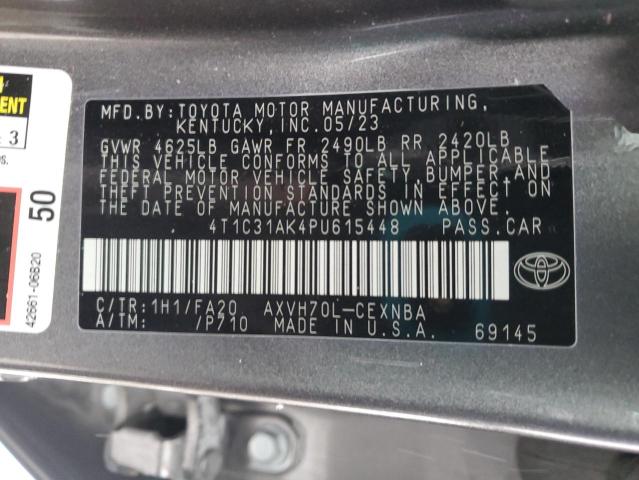 MFD.BY:TOYOTA MOTOR MANUFACTURING,
KENTUCKY, INC.05/23
GVWR 4625LB GAWR FR 2490LB RR 2420LB
THIS VEHICLE CONFORMS TO ALL APPLICABLE
FEDERAL MOTOR VEHICLE SAFETY, BUMPER AND
THEFT PREVENTION STANDARDS IN EFFECT ON
THE DATE OF MANUFACTURE SHOWN ABOVE.
4T1C31AK4PU615448 PASS.CAR
C/TR:1H1/FA20 AXVH70L-CEXNBA
A/TM: /P710 MADE IN U.S.A. 69145
3
50
42661-06820